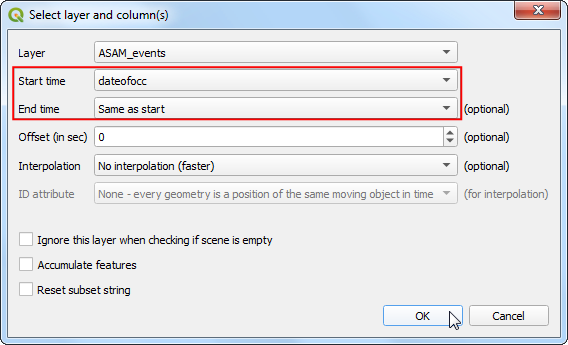 Select layer and column(s)
Layer ASAM_events
Start time dateofocc
End time Same as start (optional)
Offset (in sec) 0 (optional)
Interpolation No interpolation (faster) (optional)
ID attribute None - every geometry is a position of the same moving object in time (for interpolation)
Ignore this layer when checking if scene is empty
Accumulate features
Reset subset string
OK Cancel